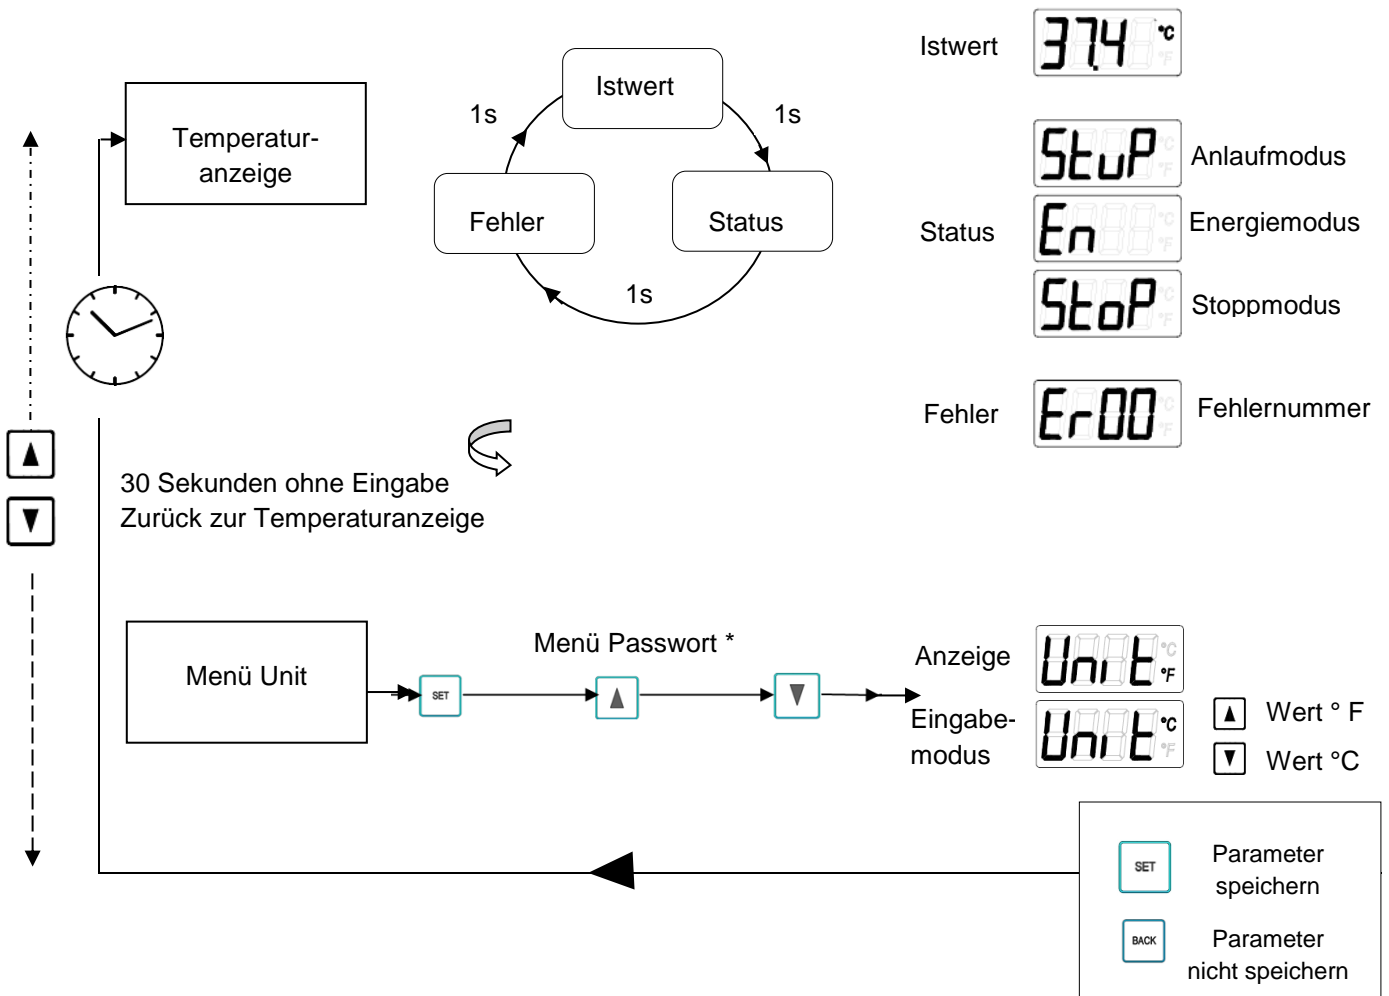 Istwert
37.4 °C
°F
Temperatur-
anzeige
Istwert
1s
1s
Fehler
Status
1s
Status
StuP °C °F
Anlaufmodus
En °C °F
Energiemodus
StoP °C °F
Stoppmodus
Fehler
Er00 °C °F
Fehlernummer
30 Sekunden ohne Eingabe
Zurück zur Temperaturanzeige
Menü Unit
SET
Menü Passwort *
Anzeige
Unit °C °F
Eingabe-
modus
Unit °C °F
Wert ° F
Wert °C
SET
Parameter
speichern
BACK
Parameter
nicht speichern